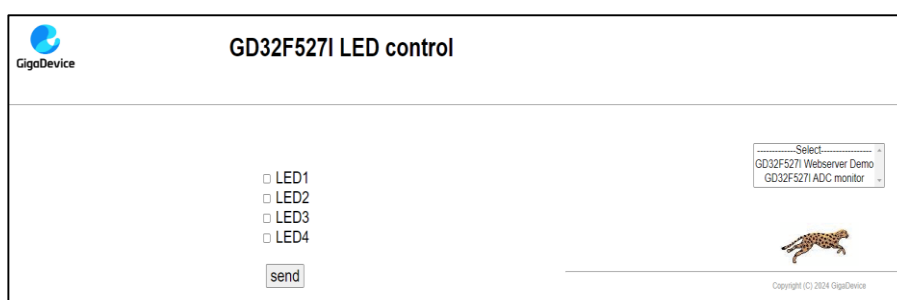 GigaDevice
GD32F527I LED control
-------------Select-----------------
GD32F527I Webserver Demo
GD32F527I ADC monitor
LED1
LED2
LED3
LED4
send
Copyright (C) 2024 GigaDevice